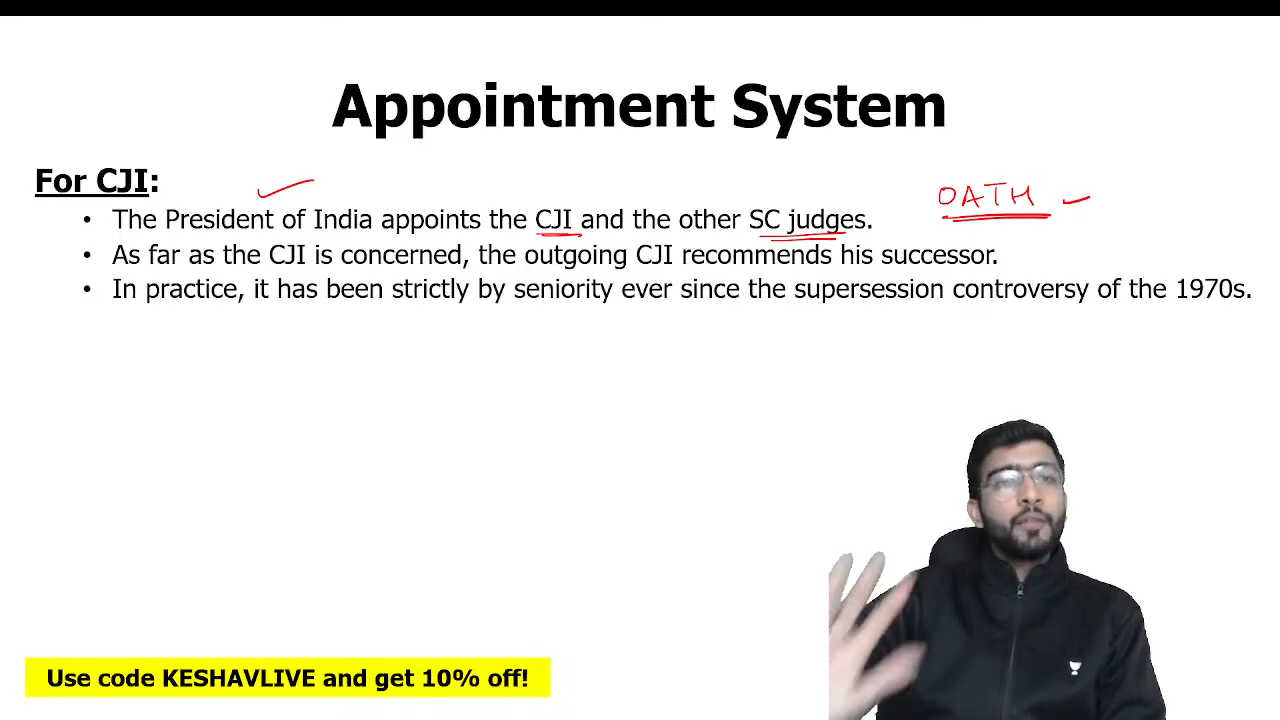 Appointment System
For CJI:
OATH
• The President of India appoints the CJI and the other SC judges.
• As far as the CJI is concerned, the outgoing CJI recommends his successor.
• In practice, it has been strictly by seniority ever since the supersession controversy of the 1970s.
Use code KESHAVLIVE and get 10% off!